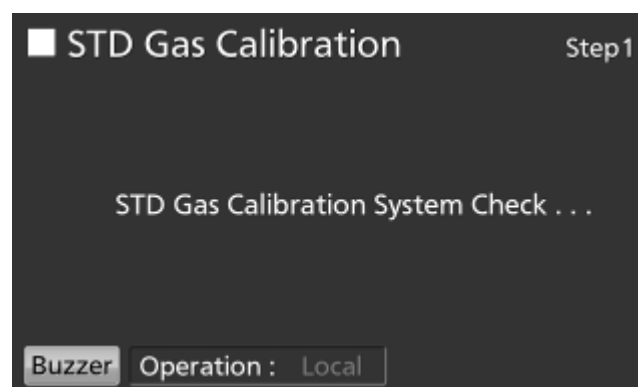 STD Gas Calibration Step1
STD Gas Calibration System Check . . .
Buzzer Operation : Local